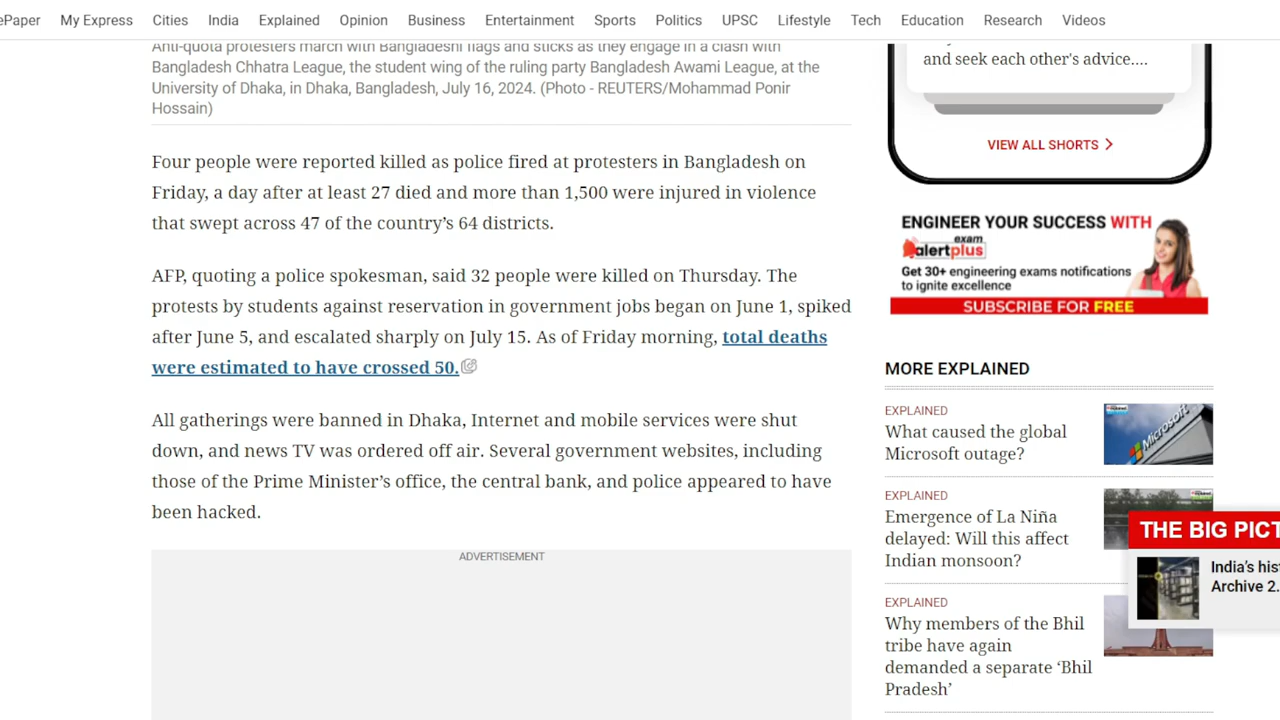 ePaper My Express Cities India Explained Opinion Business Entertainment Sports Politics UPSC Lifestyle Tech Education Research Videos
Anti-quota protesters march with Bangladeshi flags and sticks as they engage in a clash with
Bangladesh Chhatra League, the student wing of the ruling party Bangladesh Awami League, at the
University of Dhaka, in Dhaka, Bangladesh, July 16, 2024. (Photo - REUTERS/Mohammad Ponir
Hossain)
Four people were reported killed as police fired at protesters in Bangladesh on
Friday, a day after at least 27 died and more than 1,500 were injured in violence
that swept across 47 of the country’s 64 districts.
AFP, quoting a police spokesman, said 32 people were killed on Thursday. The
protests by students against reservation in government jobs began on June 1, spiked
after June 5, and escalated sharply on July 15. As of Friday morning, total deaths
were estimated to have crossed 50.
All gatherings were banned in Dhaka, Internet and mobile services were shut
down, and news TV was ordered off air. Several government websites, including
those of the Prime Minister’s office, the central bank, and police appeared to have
been hacked.
ADVERTISEMENT
and seek each other's advice....
VIEW ALL SHORTS
ENGINEER YOUR SUCCESS WITH
exam
alertplus
Get 30+ engineering exams notifications
to ignite excellence
SUBSCRIBE FOR FREE
MORE EXPLAINED
EXPLAINED
What caused the global
Microsoft outage?
Microsoft
EXPLAINED
Emergence of La Niña
delayed: Will this affect
Indian monsoon?
EXPLAINED
Why members of the Bhil
tribe have again
demanded a separate ‘Bhil
Pradesh’
THE BIG PICT
India’s his
Archive 2.